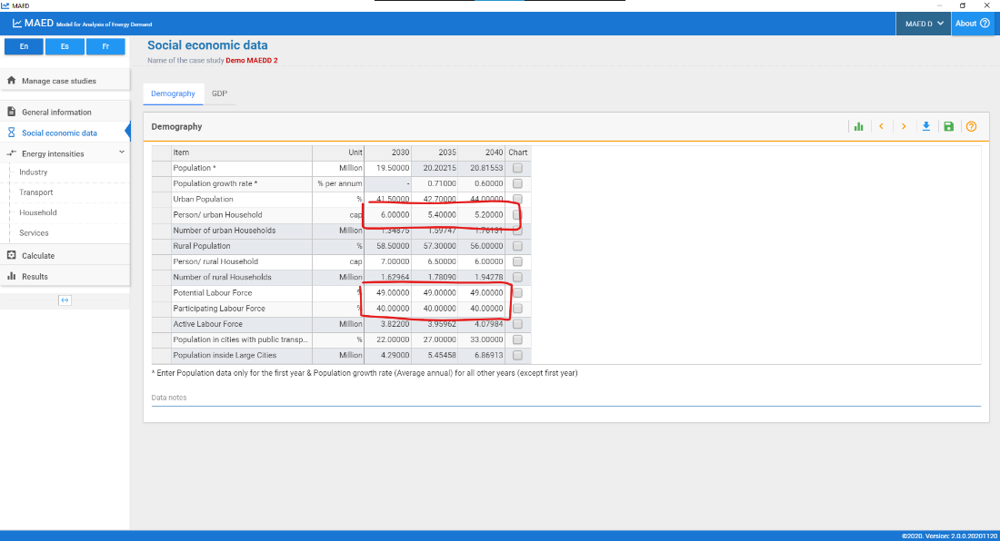 MAED
MAED Model for Analysis of Energy Demand
MAED D
About
En Es Fr
Social economic data
Name of the case study Demo MAEDD 2
Manage case studies
General information
Social economic data
Energy intensities
Industry
Transport
Household
Services
Calculate
Results
Demography GDP
Demography
Item Unit 2030 2035 2040 Chart
Population * Million 19.50000 20.20215 20.81553
Population growth rate * % per annum - 0.71000 0.60000
Urban Population % 41.50000 42.70000 44.00000
Person/ urban Household cap 6.00000 5.40000 5.20000
Number of urban Households Million 1.34875 1.59747 1.76131
Rural Population % 58.50000 57.30000 56.00000
Person/ rural Household cap 7.00000 6.50000 6.00000
Number of rural Households Million 1.62964 1.78090 1.94278
Potential Labour Force % 49.00000 49.00000 49.00000
Participating Labour Force % 40.00000 40.00000 40.00000
Active Labour Force Million 3.82200 3.95962 4.07984
Population in cities with public transp... % 22.00000 27.00000 33.00000
Population inside Large Cities Million 4.29000 5.45458 6.86913
* Enter Population data only for the first year & Population growth rate (Average annual) for all other years (except first year)
Data notes
©2020. Version: 2.0.0.20201120